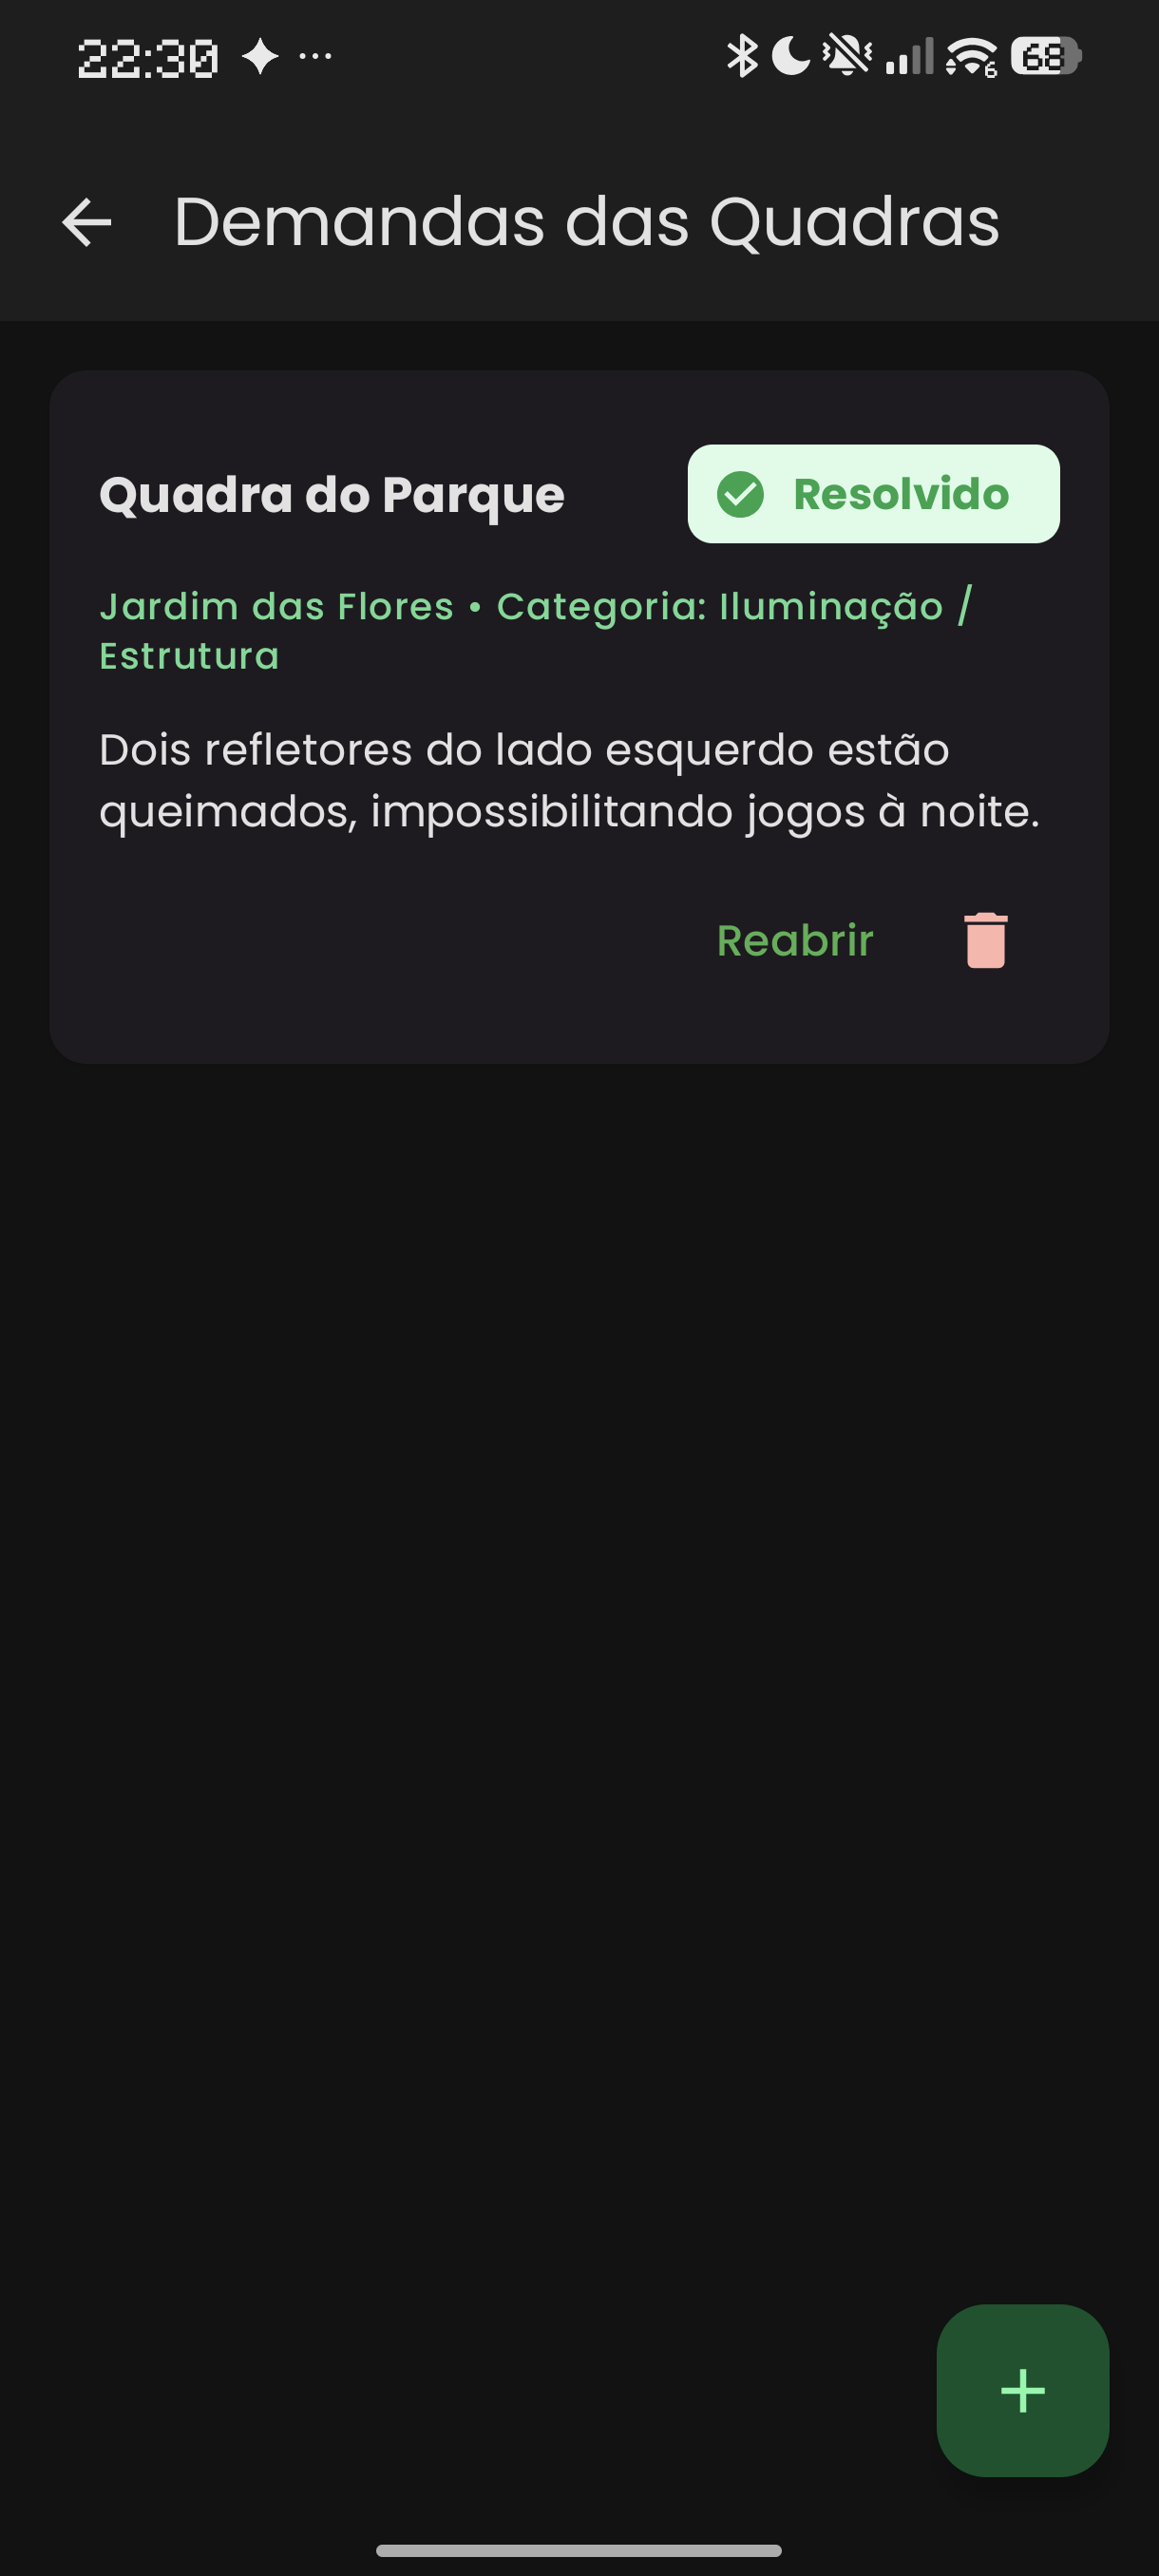 22:30
68
Demandas das Quadras
Quadra do Parque
Resolvido
Jardim das Flores • Categoria: Iluminação /
Estrutura
Dois refletores do lado esquerdo estão
queimados, impossibilitando jogos à noite.
Reabrir